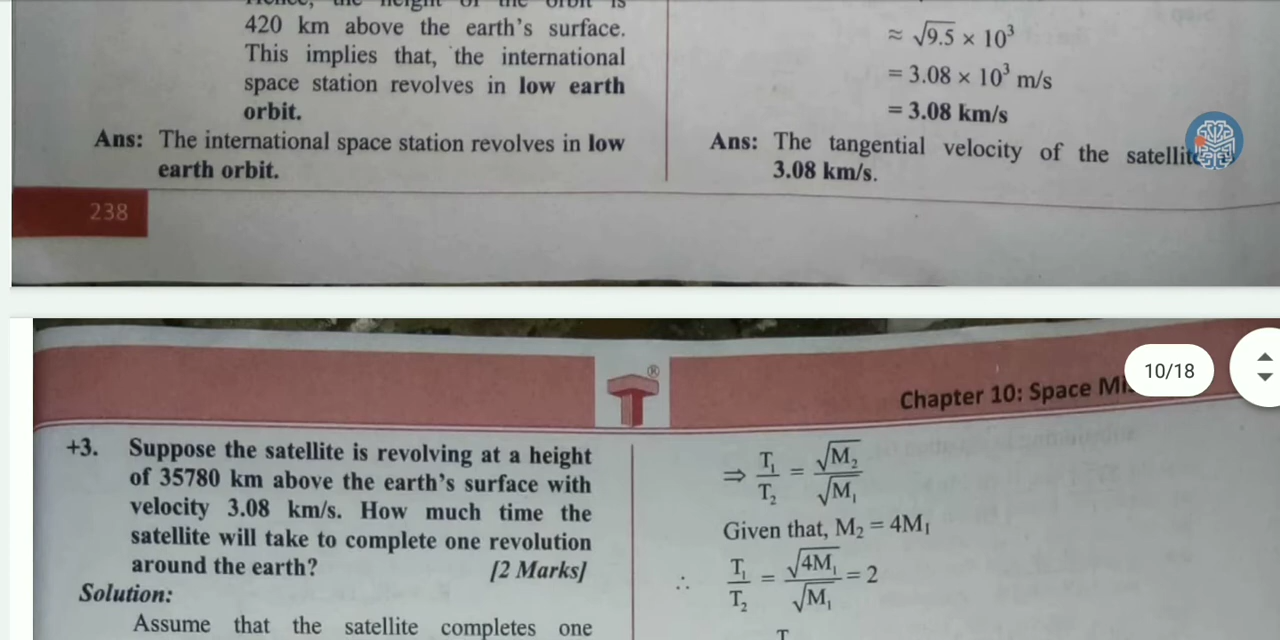 420 km above the earth's surface.
This implies that, the international
space station revolves in low earth
orbit.
Ans: The international space station revolves in low
earth orbit.
238
≈ √9.5 × 10³
= 3.08 × 10³ m/s
= 3.08 km/s
Ans: The tangential velocity of the
3.08 km/s.
®
Chapter 10: Space
10/18
+3. Suppose the satellite is revolving at a height
of 35780 km above the earth's surface with
velocity 3.08 km/s. How much time the
satellite will take to complete one revolution
around the earth? [2 Marks]
Solution:
Assume that the satellite completes one
⇒ T₁/T₂ = √M₂/√M₁
Given that, M₂ = 4M₁
∴ T₁/T₂ = √4M₁/√M₁ = 2
T